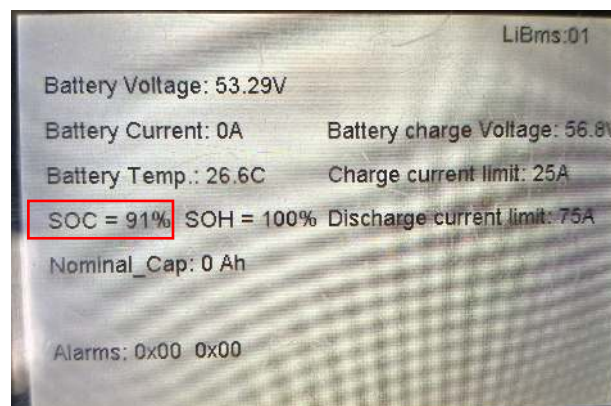 LiBms:01
Battery Voltage: 53.29V
Battery Current: 0A Battery charge Voltage: 56.8V
Battery Temp.: 26.6C Charge current limit: 25A
SOC = 91% SOH = 100% Discharge current limit: 75A
Nominal_Cap: 0 Ah
Alarms: 0x00 0x00